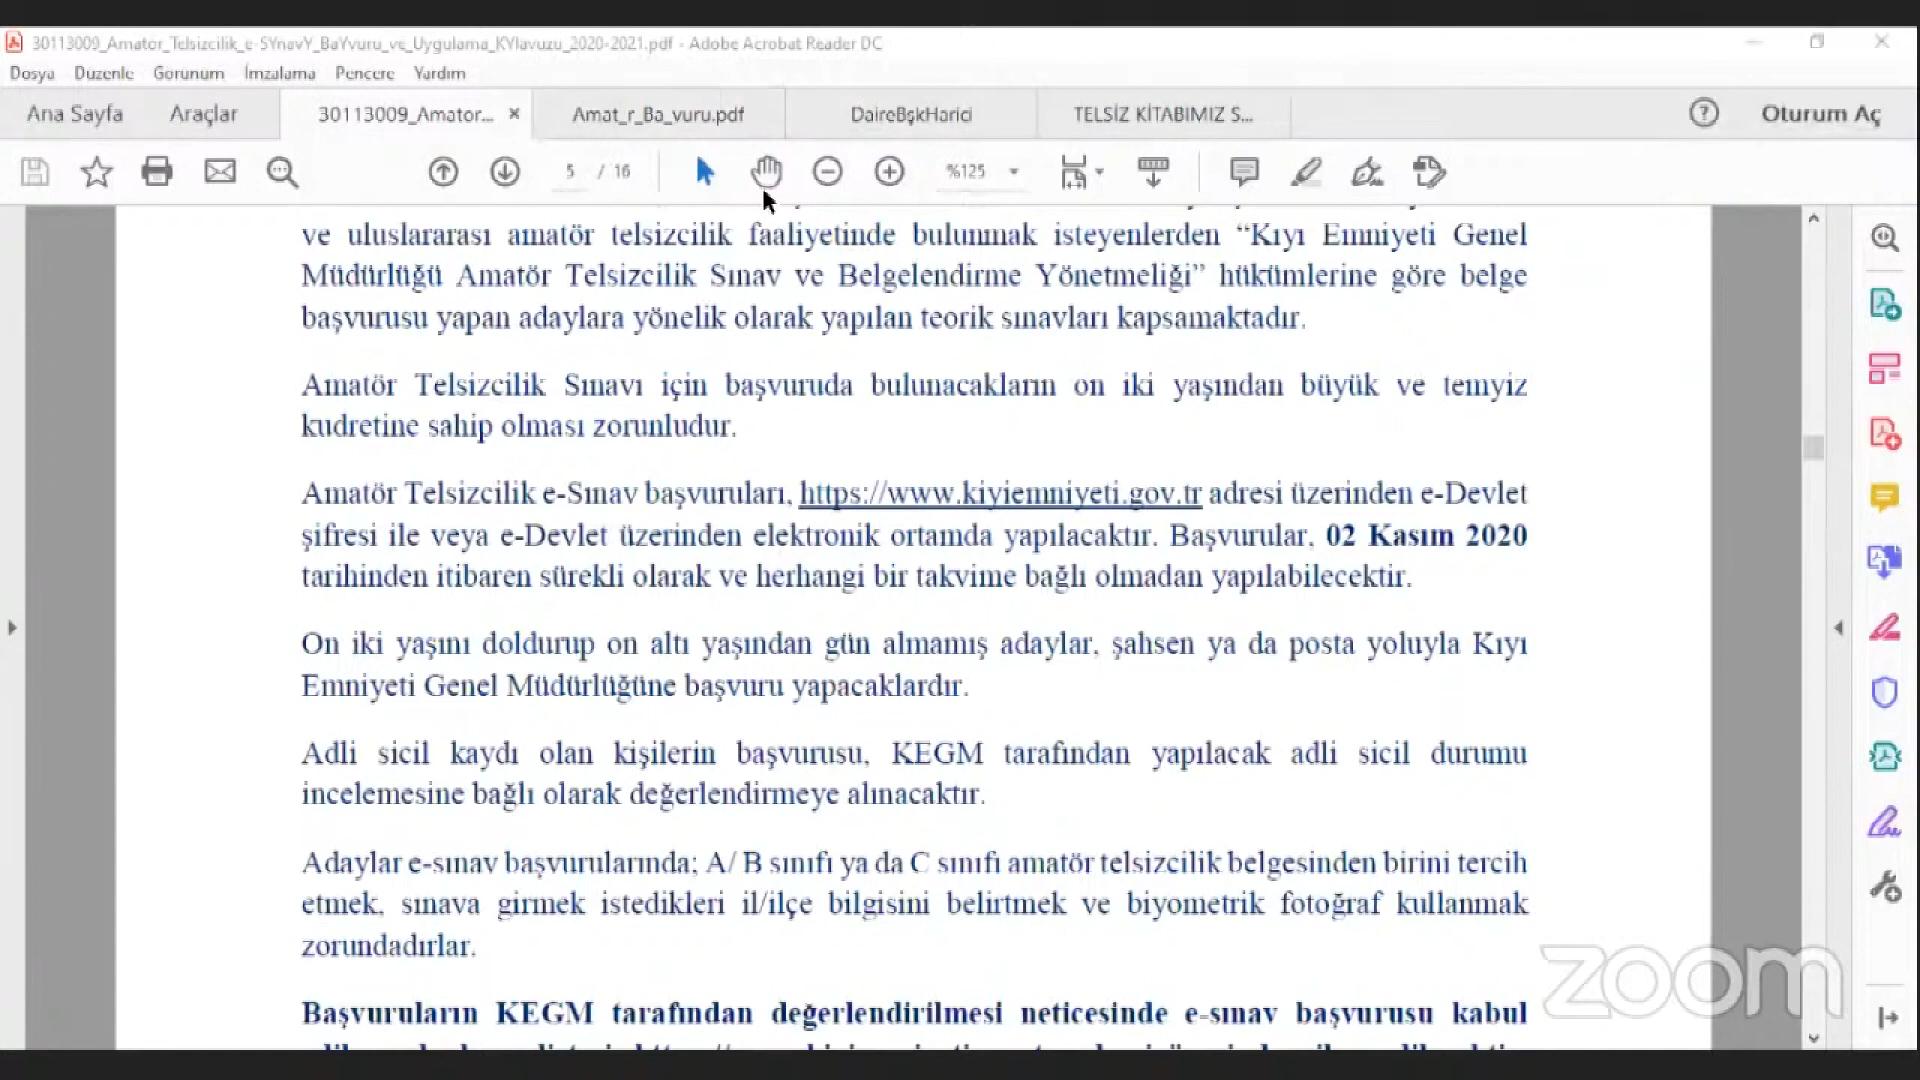 30113009_Amator_Telsizcilik_e-SYnavY_BaYvuru_ve_Uygulama_KYlavuzu_2020-2021.pdf - Adobe Acrobat Reader DC
Dosya Düzenle Görünüm İmzalama Pencere Yardım
Ana Sayfa Araçlar 30113009_Amator... × Amat_r_Ba_vuru.pdf DaireBşkHarici TELSİZ KİTABIMIZ S... Oturum Aç
5 / 16 %125
ve uluslararası amatör telsizcilik faaliyetinde bulunmak isteyenlerden “Kıyı Emniyeti Genel
Müdürlüğü Amatör Telsizcilik Sınav ve Belgelendirme Yönetmeliği” hükümlerine göre belge
başvurusu yapan adaylara yönelik olarak yapılan teorik sınavları kapsamaktadır.
Amatör Telsizcilik Sınavı için başvuruda bulunacakların on iki yaşından büyük ve temyiz
kudretine sahip olması zorunludur.
Amatör Telsizcilik e-Sınav başvuruları, https://www.kiyiemniyeti.gov.tr adresi üzerinden e-Devlet
şifresi ile veya e-Devlet üzerinden elektronik ortamda yapılacaktır. Başvurular, 02 Kasım 2020
tarihinden itibaren sürekli olarak ve herhangi bir takvime bağlı olmadan yapılabilecektir.
On iki yaşını doldurup on altı yaşından gün almamış adaylar, şahsen ya da posta yoluyla Kıyı
Emniyeti Genel Müdürlüğüne başvuru yapacaklardır.
Adli sicil kaydı olan kişilerin başvurusu, KEGM tarafından yapılacak adli sicil durumu
incelemesine bağlı olarak değerlendirmeye alınacaktır.
Adaylar e-sınav başvurularında; A/ B sınıfı ya da C sınıfı amatör telsizcilik belgesinden birini tercih
etmek, sınava girmek istedikleri il/ilçe bilgisini belirtmek ve biyometrik fotoğraf kullanmak
zorundadırlar.
Başvuruların KEGM tarafından değerlendirilmesi neticesinde e-sınav başvurusu kabul
zoom